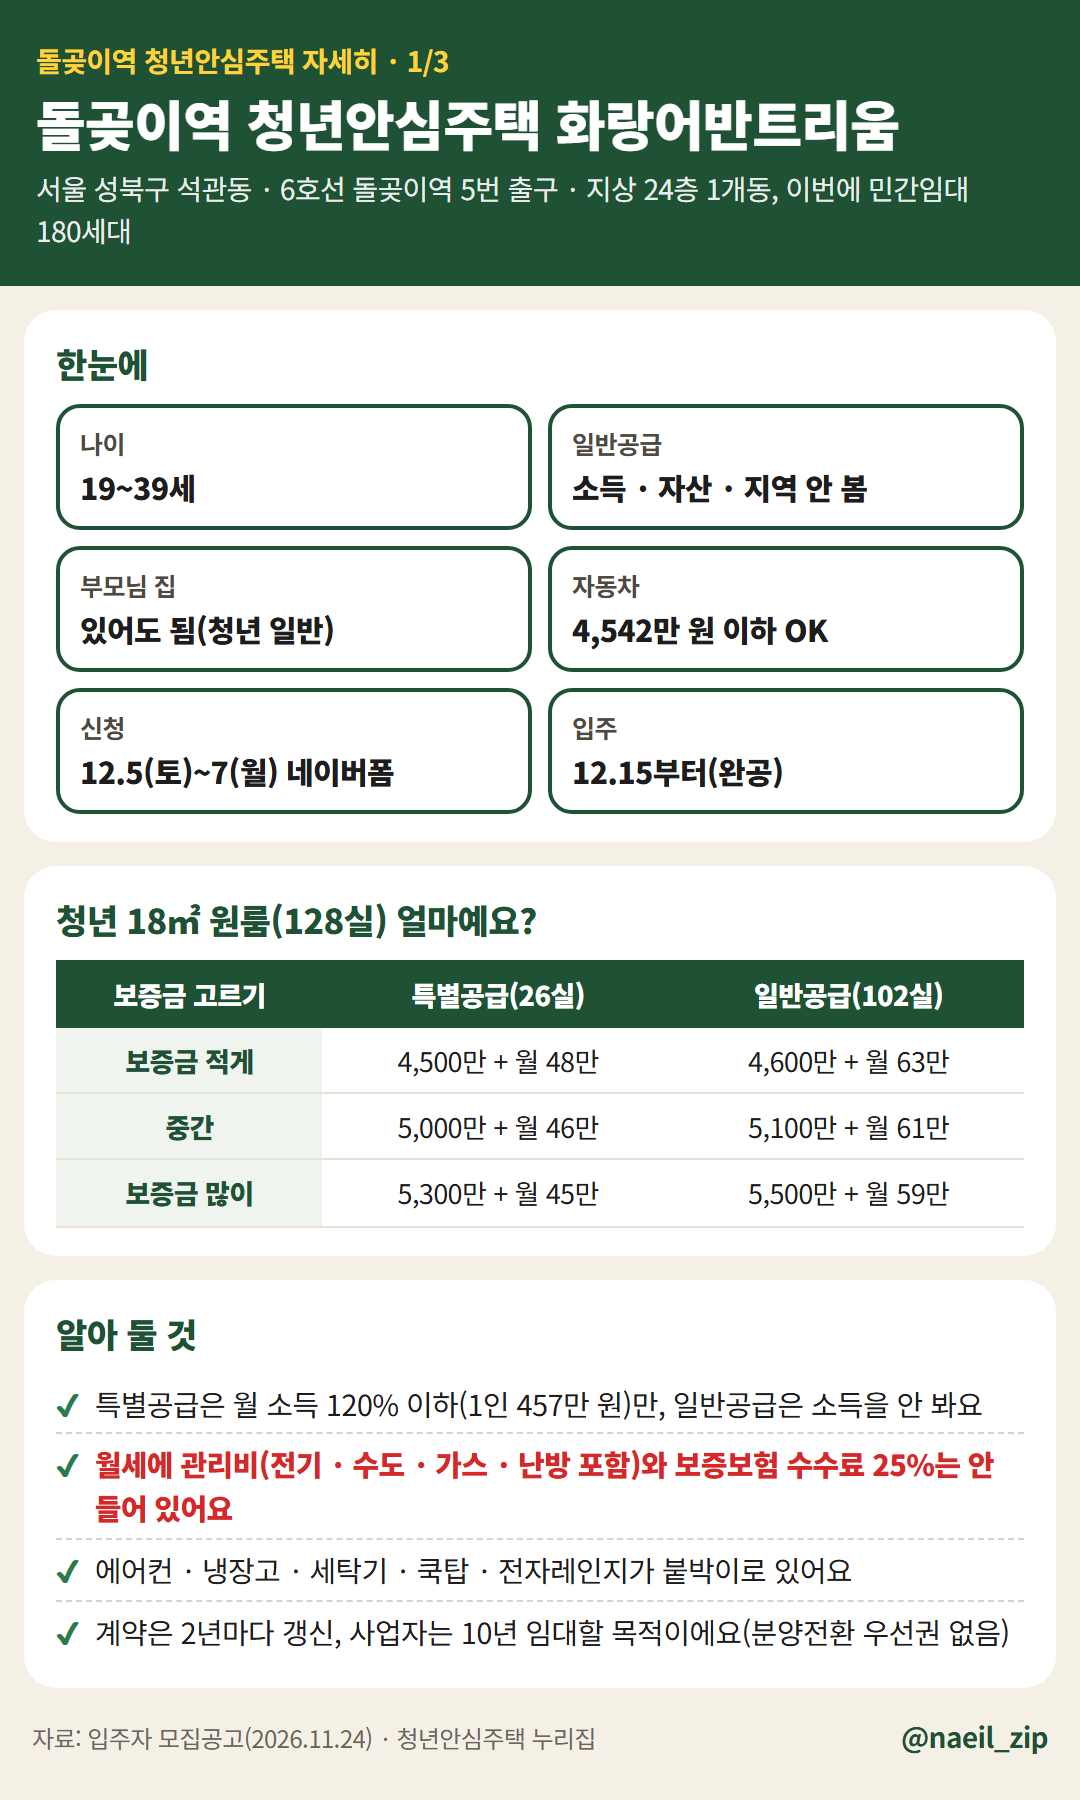 돌곶이역 청년안심주택 자세히 · 1/3
돌곶이역 청년안심주택 화랑어반트리움
서울 성북구 석관동 · 6호선 돌곶이역 5번 출구 · 지상 24층 1개동, 이번에 민간임대
180세대
한눈에
나이
19~39세
일반공급
소득 · 자산 · 지역 안 봄
부모님 집
있어도 됨(청년 일반)
자동차
4,542만 원 이하 OK
신청
12.5(토)~7(월) 네이버폼
입주
12.15부터(완공)
청년 18㎡ 원룸(128실) 얼마예요?
보증금 고르기 특별공급(26실) 일반공급(102실)
보증금 적게 4,500만 + 월 48만 4,600만 + 월 63만
중간 5,000만 + 월 46만 5,100만 + 월 61만
보증금 많이 5,300만 + 월 45만 5,500만 + 월 59만
알아 둘 것
✔ 특별공급은 월 소득 120% 이하(1인 457만 원)만, 일반공급은 소득을 안 봐요
✔ 월세에 관리비(전기 · 수도 · 가스 · 난방 포함)와 보증보험 수수료 25%는 안
들어 있어요
✔ 에어컨 · 냉장고 · 세탁기 · 쿡탑 · 전자레인지가 붙박이로 있어요
✔ 계약은 2년마다 갱신, 사업자는 10년 임대할 목적이에요(분양전환 우선권 없음)
자료: 입주자 모집공고(2026.11.24) · 청년안심주택 누리집
@naeil_zip